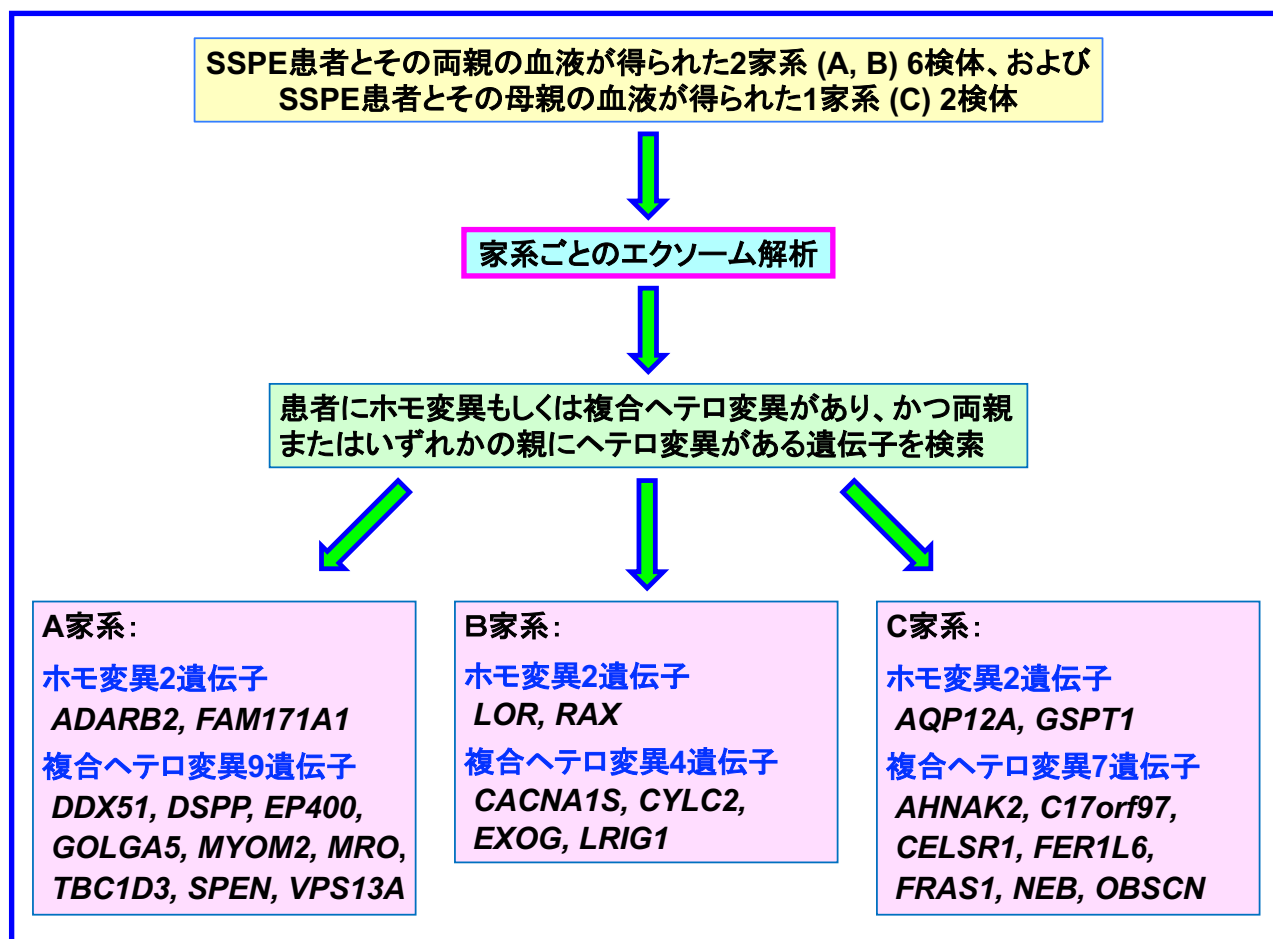 SSPE患者とその両親の血液が得られた2家系 (A, B) 6検体、および
SSPE患者とその母親の血液が得られた1家系 (C) 2検体
家系ごとのエクソーム解析
患者にホモ変異もしくは複合ヘテロ変異があり、かつ両親
またはいずれかの親にヘテロ変異がある遺伝子を検索
A家系：
ホモ変異2遺伝子
ADARB2, FAM171A1
複合ヘテロ変異9遺伝子
DDX51, DSPP, EP400,
GOLGA5, MYOM2, MRO,
TBC1D3, SPEN, VPS13A
B家系：
ホモ変異2遺伝子
LOR, RAX
複合ヘテロ変異4遺伝子
CACNA1S, CYLC2,
EXOG, LRIG1
C家系：
ホモ変異2遺伝子
AQP12A, GSPT1
複合ヘテロ変異7遺伝子
AHNAK2, C17orf97,
CELSR1, FER1L6,
FRAS1, NEB, OBSCN